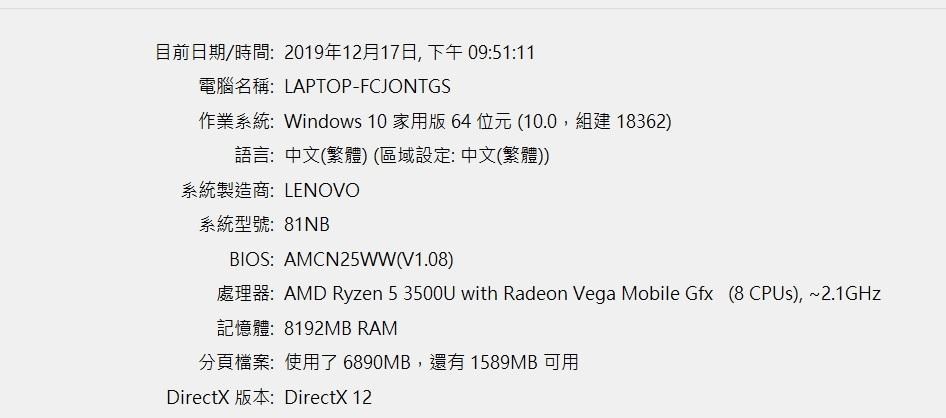 目前日期/時間: 2019年12月17日, 下午 09:51:11
電腦名稱: LAPTOP-FCJONTGS
作業系統: Windows 10 家用版 64 位元 (10.0，組建 18362)
語言: 中文(繁體) (區域設定: 中文(繁體))
系統製造商: LENOVO
系統型號: 81NB
BIOS: AMCN25WW(V1.08)
處理器: AMD Ryzen 5 3500U with Radeon Vega Mobile Gfx (8 CPUs), ~2.1GHz
記憶體: 8192MB RAM
分頁檔案: 使用了 6890MB，還有 1589MB 可用
DirectX 版本: DirectX 12